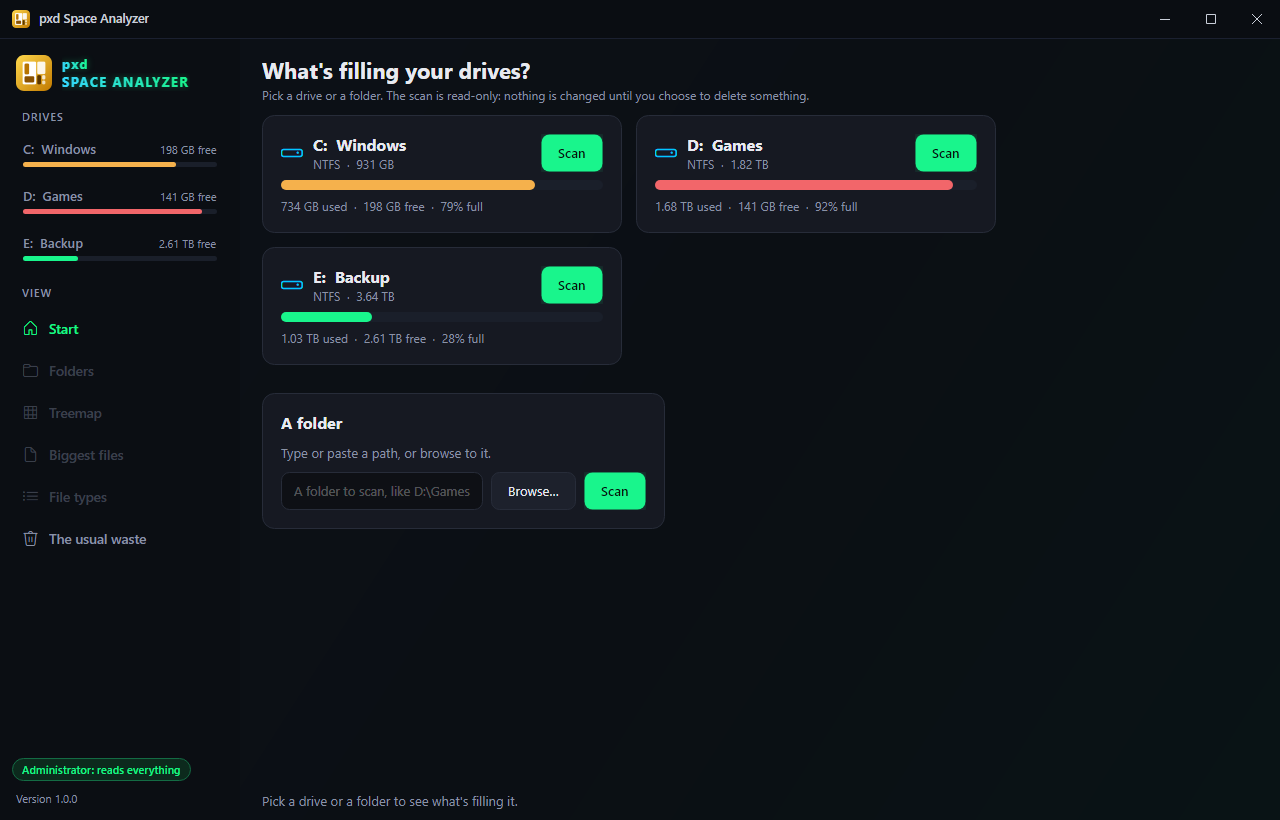 pxd Space Analyzer
pxd
SPACE ANALYZER
DRIVES
C: Windows 198 GB free
D: Games 141 GB free
E: Backup 2.61 TB free
VIEW
Start
Folders
Treemap
Biggest files
File types
The usual waste
Administrator: reads everything
Version 1.0.0
What's filling your drives?
Pick a drive or a folder. The scan is read-only: nothing is changed until you choose to delete something.
C: Windows
NTFS · 931 GB
Scan
734 GB used · 198 GB free · 79% full
D: Games
NTFS · 1.82 TB
Scan
1.68 TB used · 141 GB free · 92% full
E: Backup
NTFS · 3.64 TB
Scan
1.03 TB used · 2.61 TB free · 28% full
A folder
Type or paste a path, or browse to it.
A folder to scan, like D:\Games Browse... Scan
Pick a drive or a folder to see what's filling it.